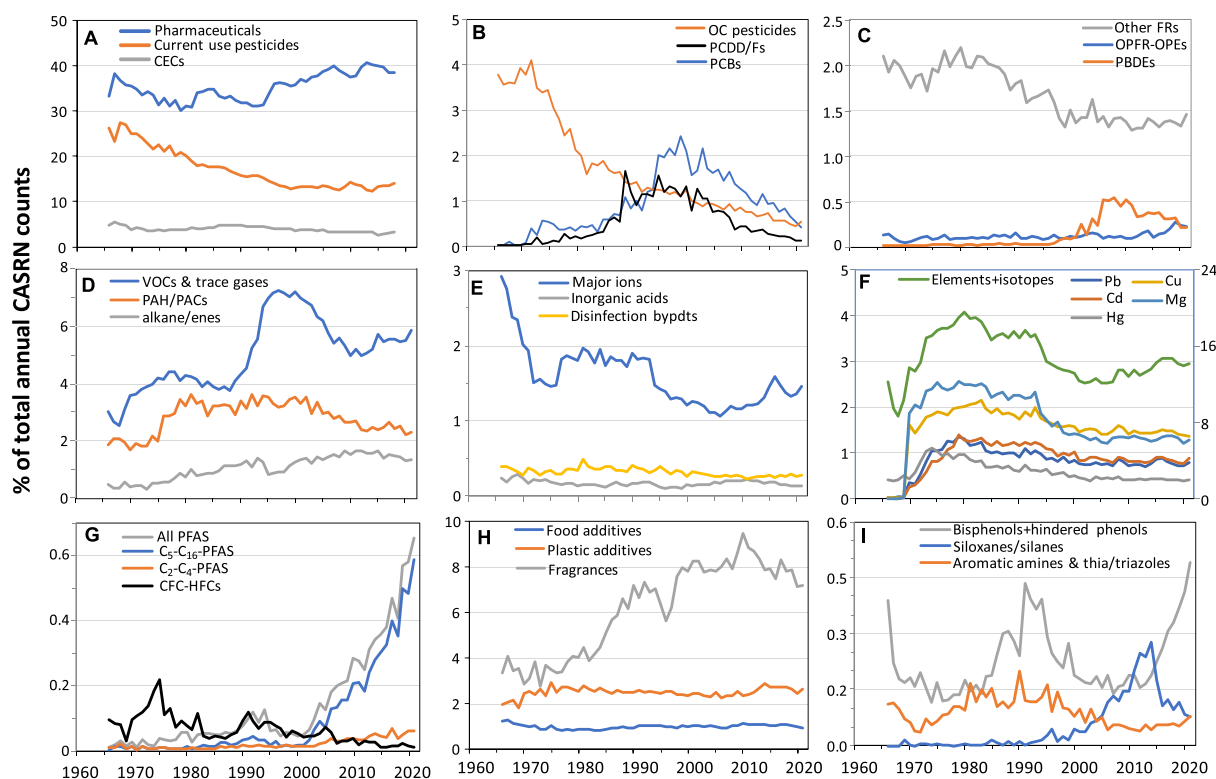 % of total annual CASRN counts
A
Pharmaceuticals
Current use pesticides
CECs
50
40
30
20
10
0
B
OC pesticides
PCDD/Fs
PCBs
5
4
3
2
1
0
C
Other FRs
OPFR-OPEs
PBDEs
2.5
2.0
1.5
1.0
0.5
0
D
VOCs & trace gases
PAH/PACs
alkane/enes
8
6
4
2
0
E
Major ions
Inorganic acids
Disinfection bypdts
3
2
1
0
F
Elements+isotopes
Pb Cu
Cd Mg
Hg
5
4
3
2
1
0
24
16
8
0
G
All PFAS
C5-C16-PFAS
C2-C4-PFAS
CFC-HFCs
0.6
0.4
0.2
0
1960 1970 1980 1990 2000 2010 2020
H
Food additives
Plastic additives
Fragrances
10
8
6
4
2
0
1960 1970 1980 1990 2000 2010 2020
I
Bisphenols+hindered phenols
Siloxanes/silanes
Aromatic amines & thia/triazoles
0.6
0.5
0.3
0.2
0.0
1960 1970 1980 1990 2000 2010 2020